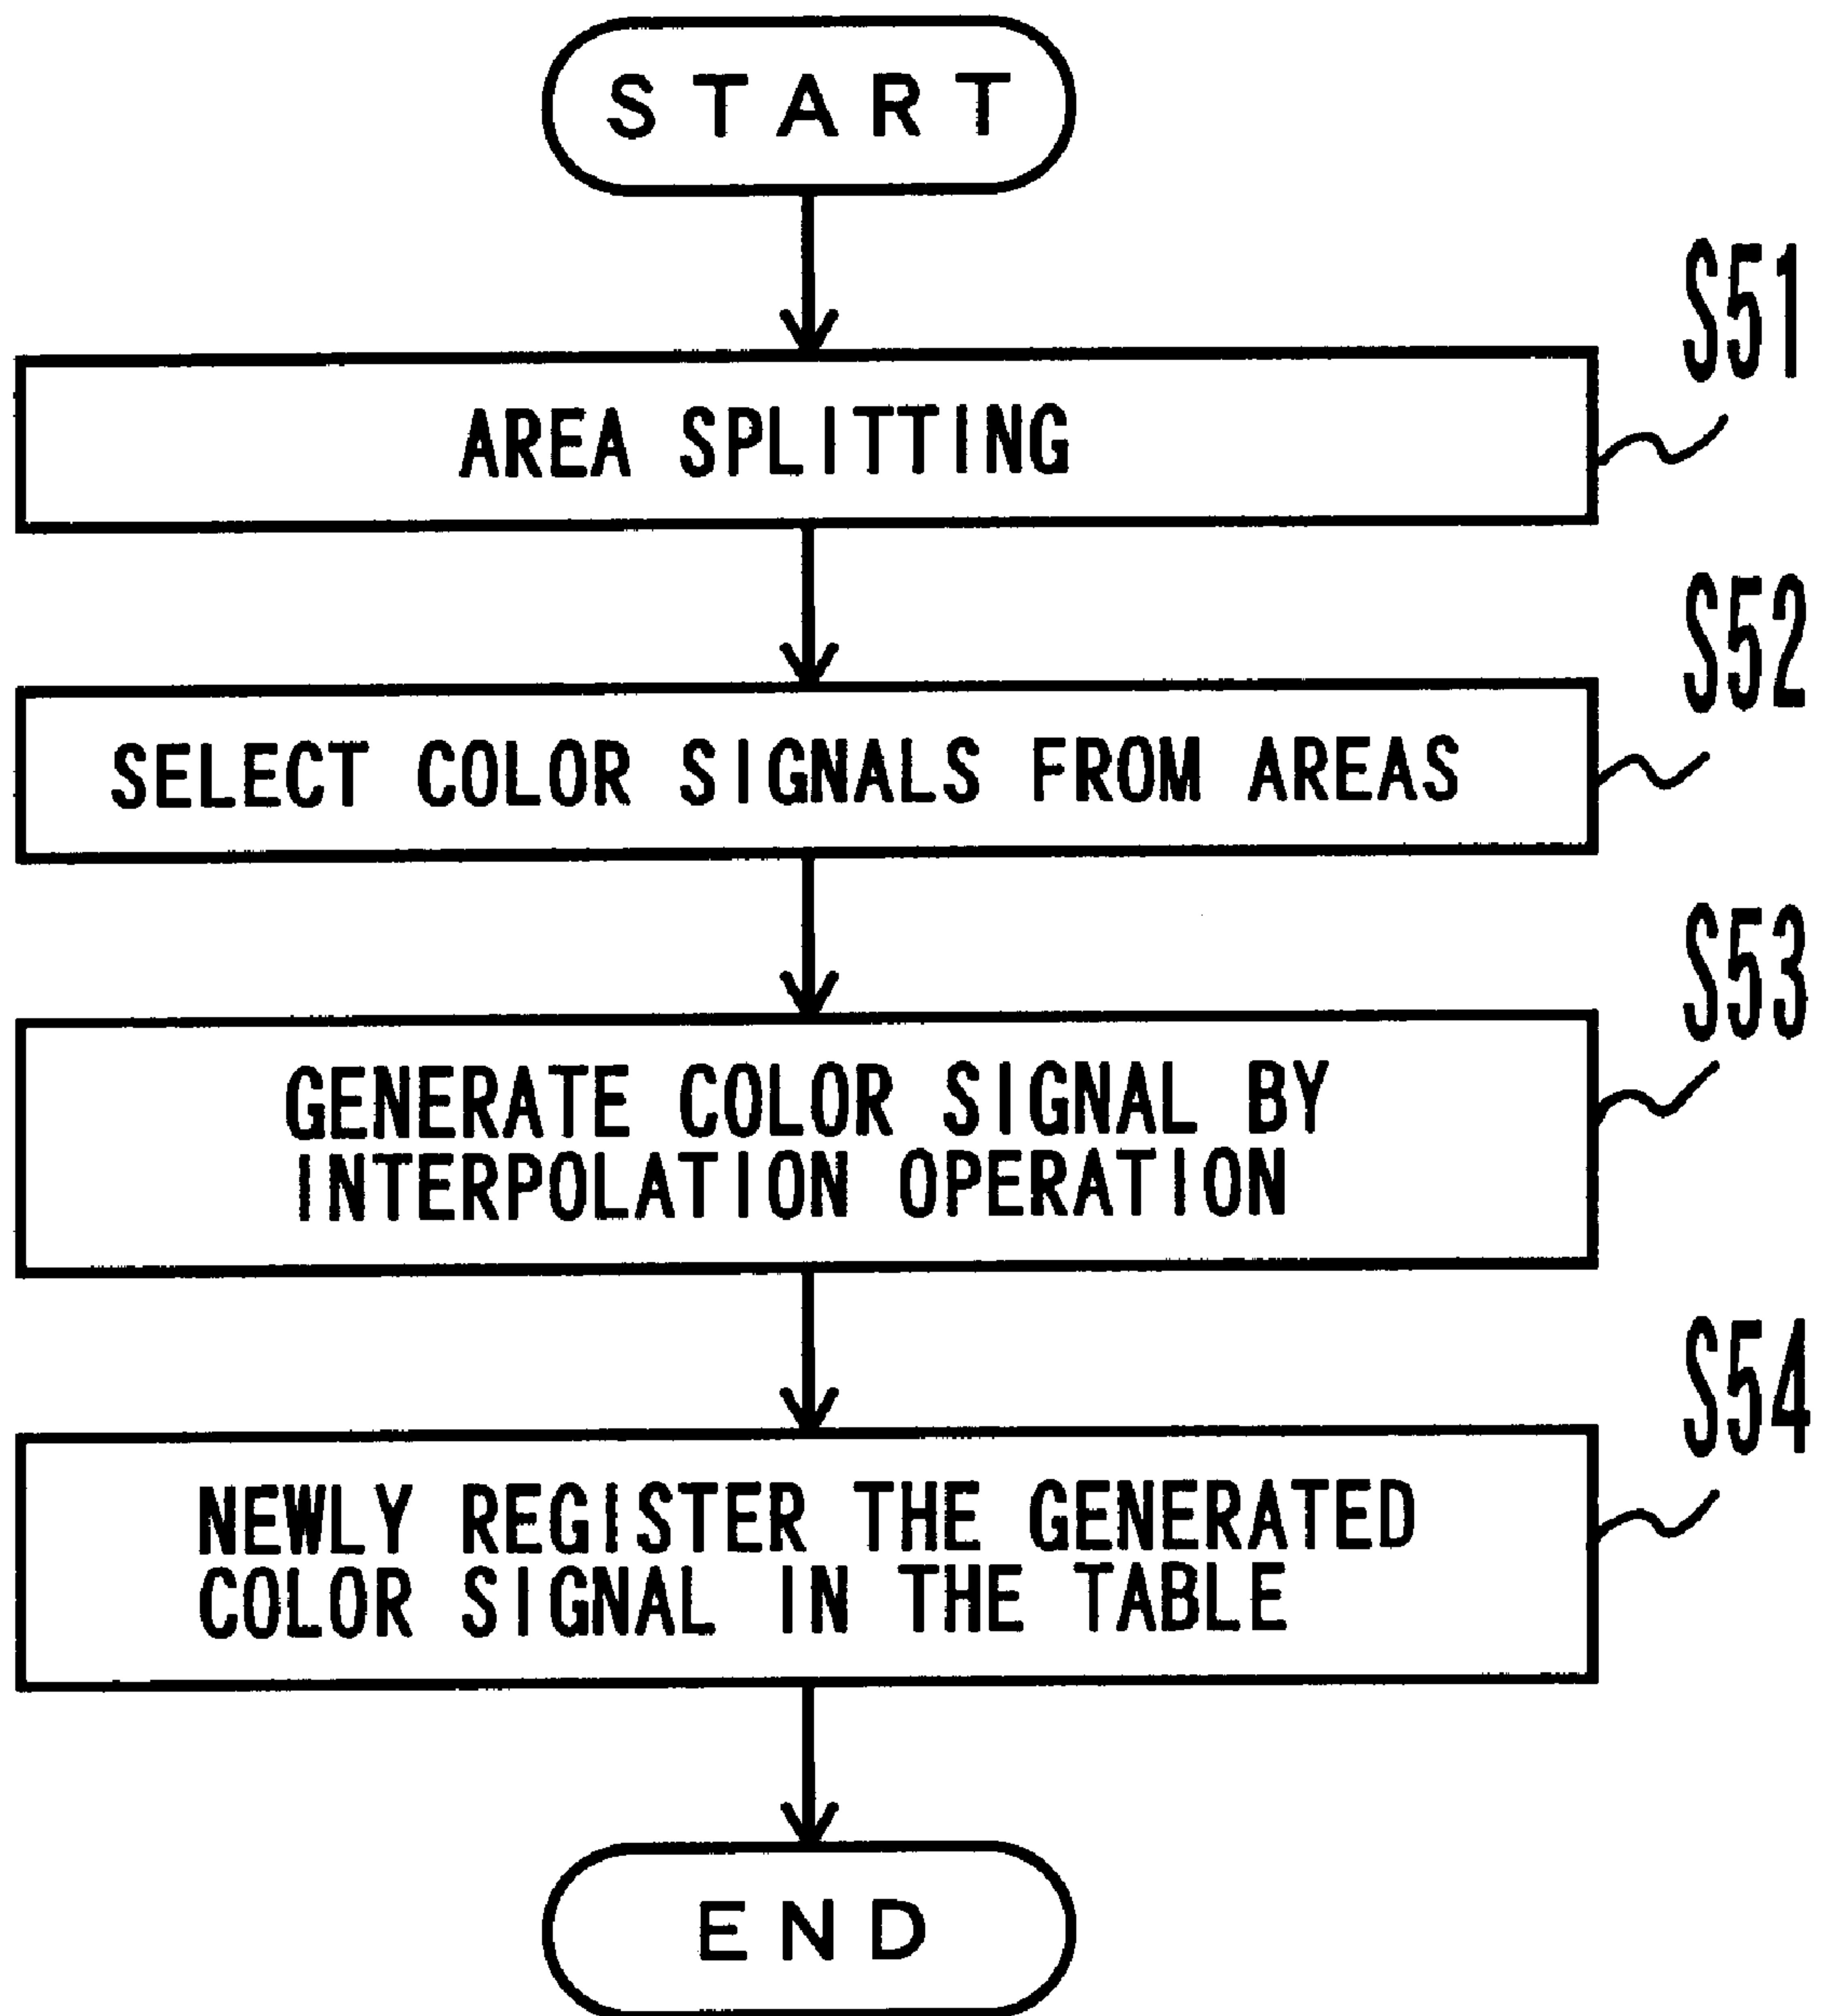 START
S51
AREA SPLITTING
S52
SELECT COLOR SIGNALS FROM AREAS
S53
GENERATE COLOR SIGNAL BY
INTERPOLATION OPERATION
S54
NEWLY REGISTER THE GENERATED
COLOR SIGNAL IN THE TABLE
END